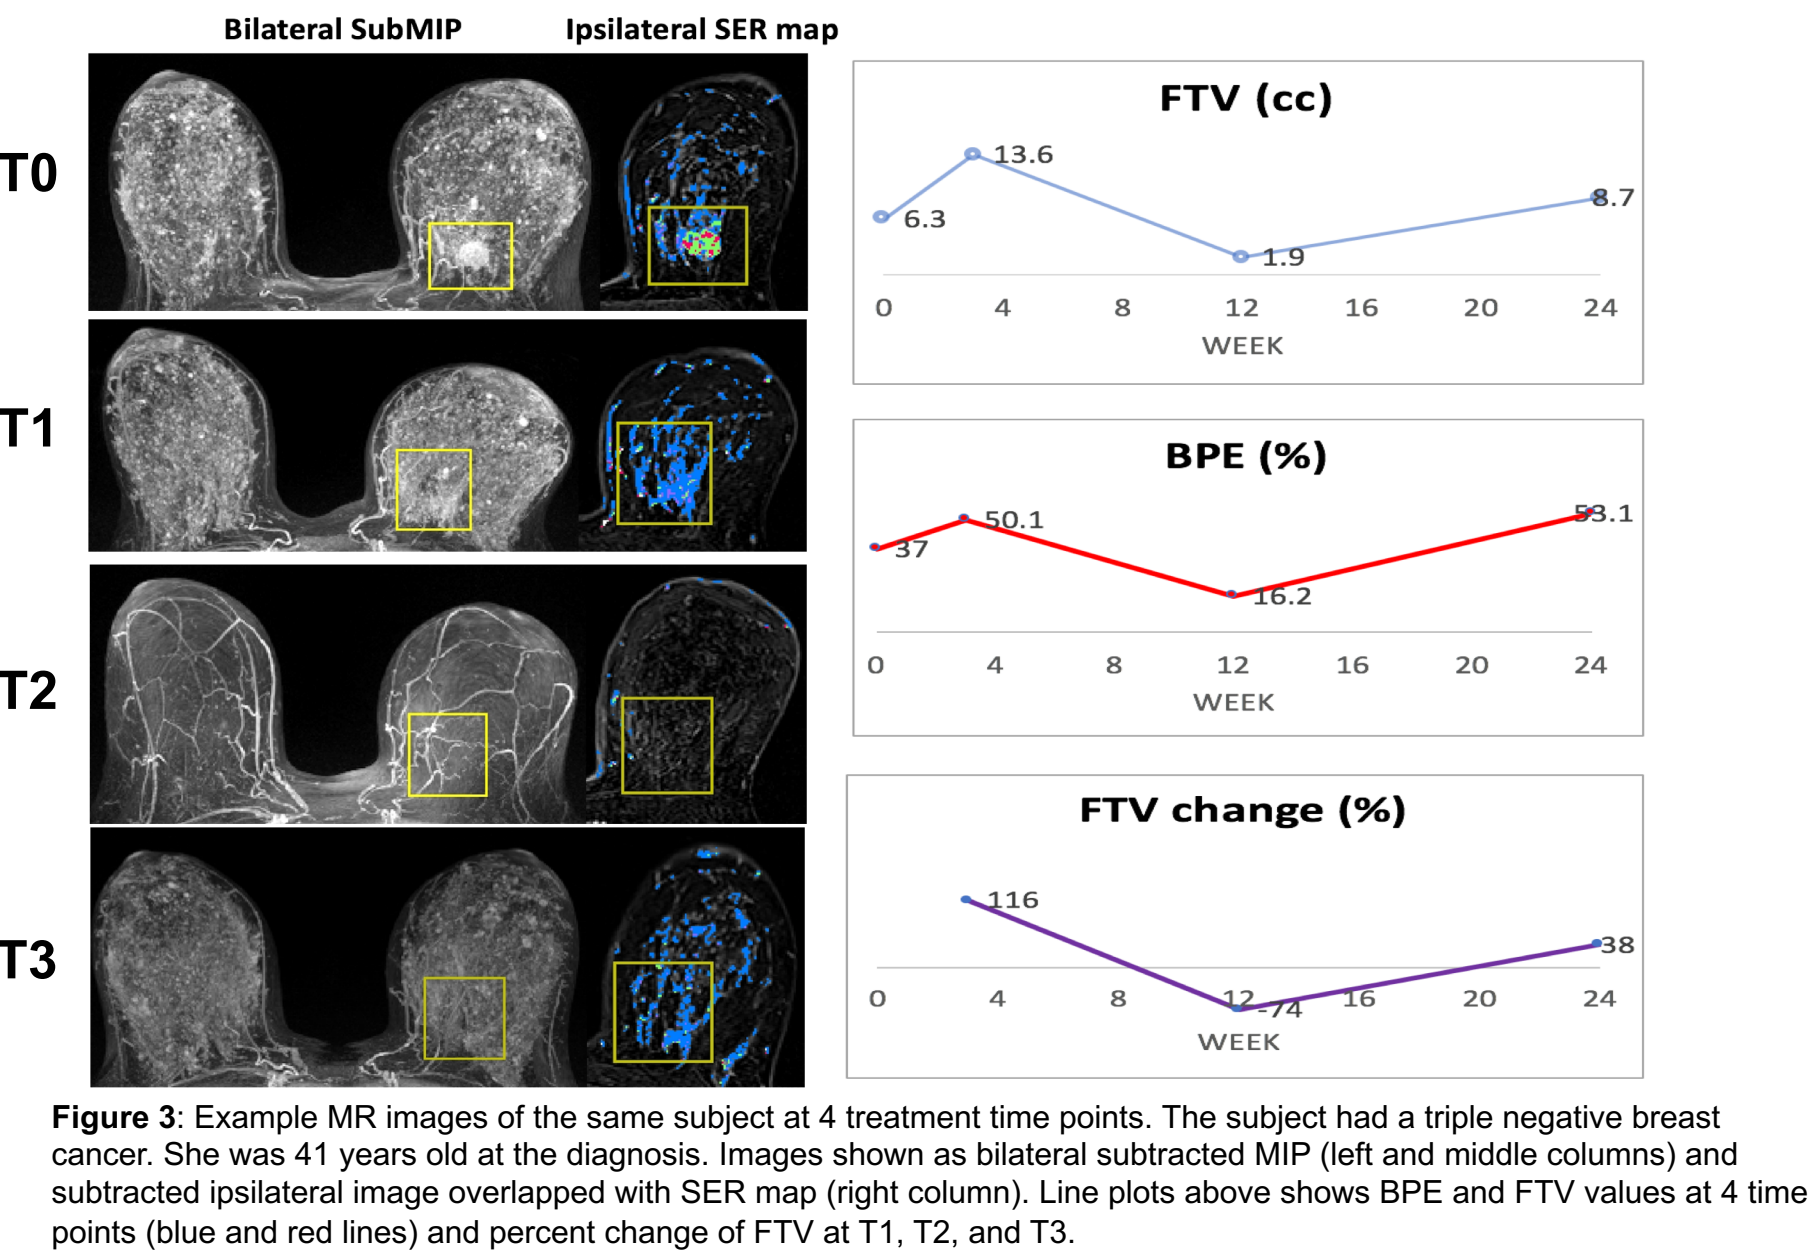 Bilateral SubMIP
Ipsilateral SER map
T0
T1
T2
T3
FTV (cc)
13.6
6.3
1.9
8.7
0 4 8 12 16 20 24
WEEK
BPE (%)
37
50.1
16.2
53.1
0 4 8 12 16 20 24
WEEK
FTV change (%)
116
-74
38
0 4 8 12 16 20 24
WEEK
Figure 3: Example MR images of the same subject at 4 treatment time points. The subject had a triple negative breast
cancer. She was 41 years old at the diagnosis. Images shown as bilateral subtracted MIP (left and middle columns) and
subtracted ipsilateral image overlapped with SER map (right column). Line plots above shows BPE and FTV values at 4 time
points (blue and red lines) and percent change of FTV at T1, T2, and T3.